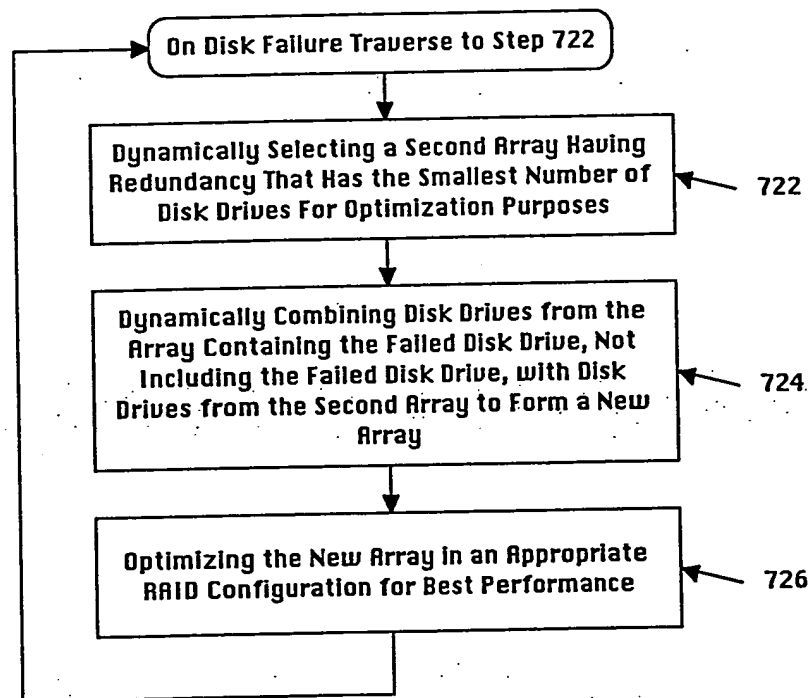 On Disk Failure Traverse to Step 722
Dynamically Selecting a Second Array Having
Redundancy That Has the Smallest Number of
Disk Drives For Optimization Purposes
722
Dynamically Combining Disk Drives from the
Array Containing the Failed Disk Drive, Not
Including the Failed Disk Drive, with Disk
Drives from the Second Array to Form a New
Array
724
Optimizing the New Array in an Appropriate
RAID Configuration for Best Performance
726